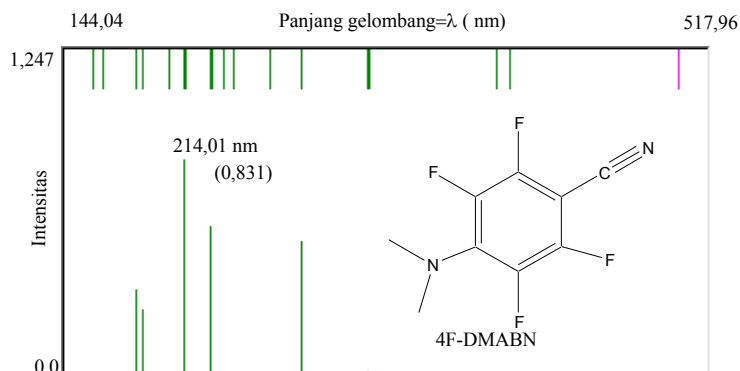 144,04 Panjang gelombang=λ ( nm) 517,96
1,247
214,01 nm
(0,831)
Intensitas
F
F
C
N
F
N
F
4F-DMABN
0,0